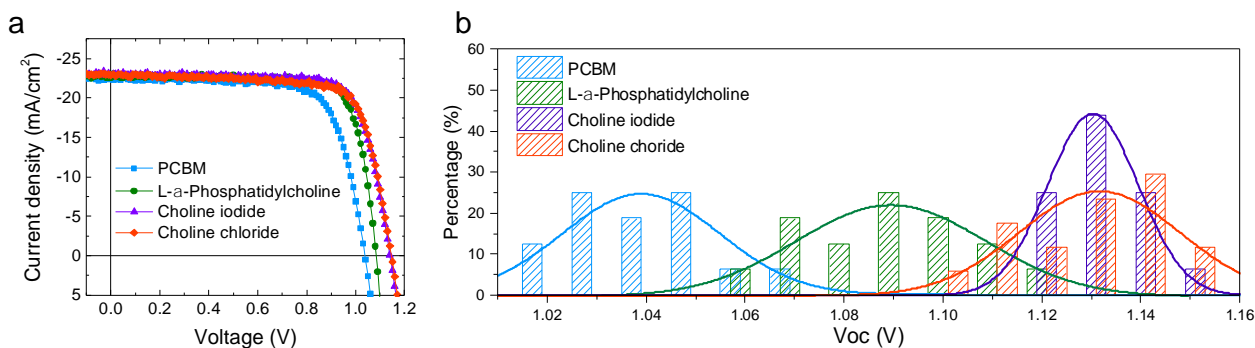 a
Current density (mA/cm²)
-25
-20
-15
-10
-5
0
5
PCBM
L-a-Phosphatidylcholine
Choline iodide
Choline chloride
0.0 0.2 0.4 0.6 0.8 1.0 1.2
Voltage (V)
b
Percentage (%)
60
50
40
30
20
10
0
PCBM
L-a-Phosphatidylcholine
Choline iodide
Choline choride
1.02 1.04 1.06 1.08 1.10 1.12 1.14 1.16
Voc (V)